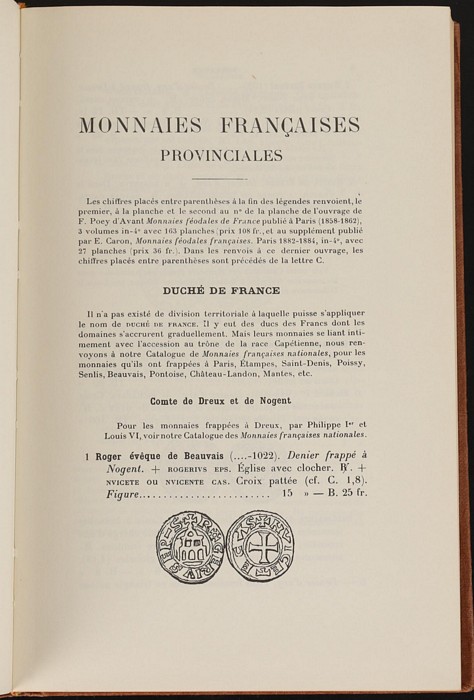 MONNAIES FRANÇAISES
PROVINCIALES
Les chiffres placés entre parenthèses à la fin des légendes renvoient, le
premier, à la planche et le second au nº de la planche de l'ouvrage de
F. Poey d'Avant Monnaies féodales de France publié à Paris (1858-1862),
3 volumes in-4º avec 163 planches (prix 108 fr., et au supplément publié
par E. Caron, Monnaies féodales françaises. Paris 1882-1884, in-4º, avec
27 planches (prix 36 fr.). Dans les renvois à ce dernier ouvrage, les
chiffres placés entre parenthèses sont précédés de la lettre C.
DUCHÉ DE FRANCE
Il n'a pas existé de division territoriale à laquelle puisse s'appliquer
le nom de DUCHÉ DE FRANCE. Il y eut des ducs des Francs dont les
domaines s'accrurent graduellement. Mais leurs monnaies se liant inti-
mement avec l'accession au trône de la race Capétienne, nous ren-
voyons à notre Catalogue de Monnaies françaises nationales, pour les
monnaies qu'ils ont frappées à Paris, Étampes, Saint-Denis, Poissy,
Senlis, Beauvais, Pontoise, Château-Landon, Mantes, etc.
Comte de Dreux et de Nogent
Pour les monnaies frappées à Dreux, par Philippe Ier et
Louis VI, voir notre Catalogue des Monnaies françaises nationales.
1 Roger évêque de Beauvais (....-1022). Denier frappé à
Nogent. + ROGERIVS EPS. Église avec clocher. ℟. +
NVICETE OU NVICENTE CAS. Croix pattée (cf. C. 1,8).
Figure........................ 15 » — B. 25 fr.